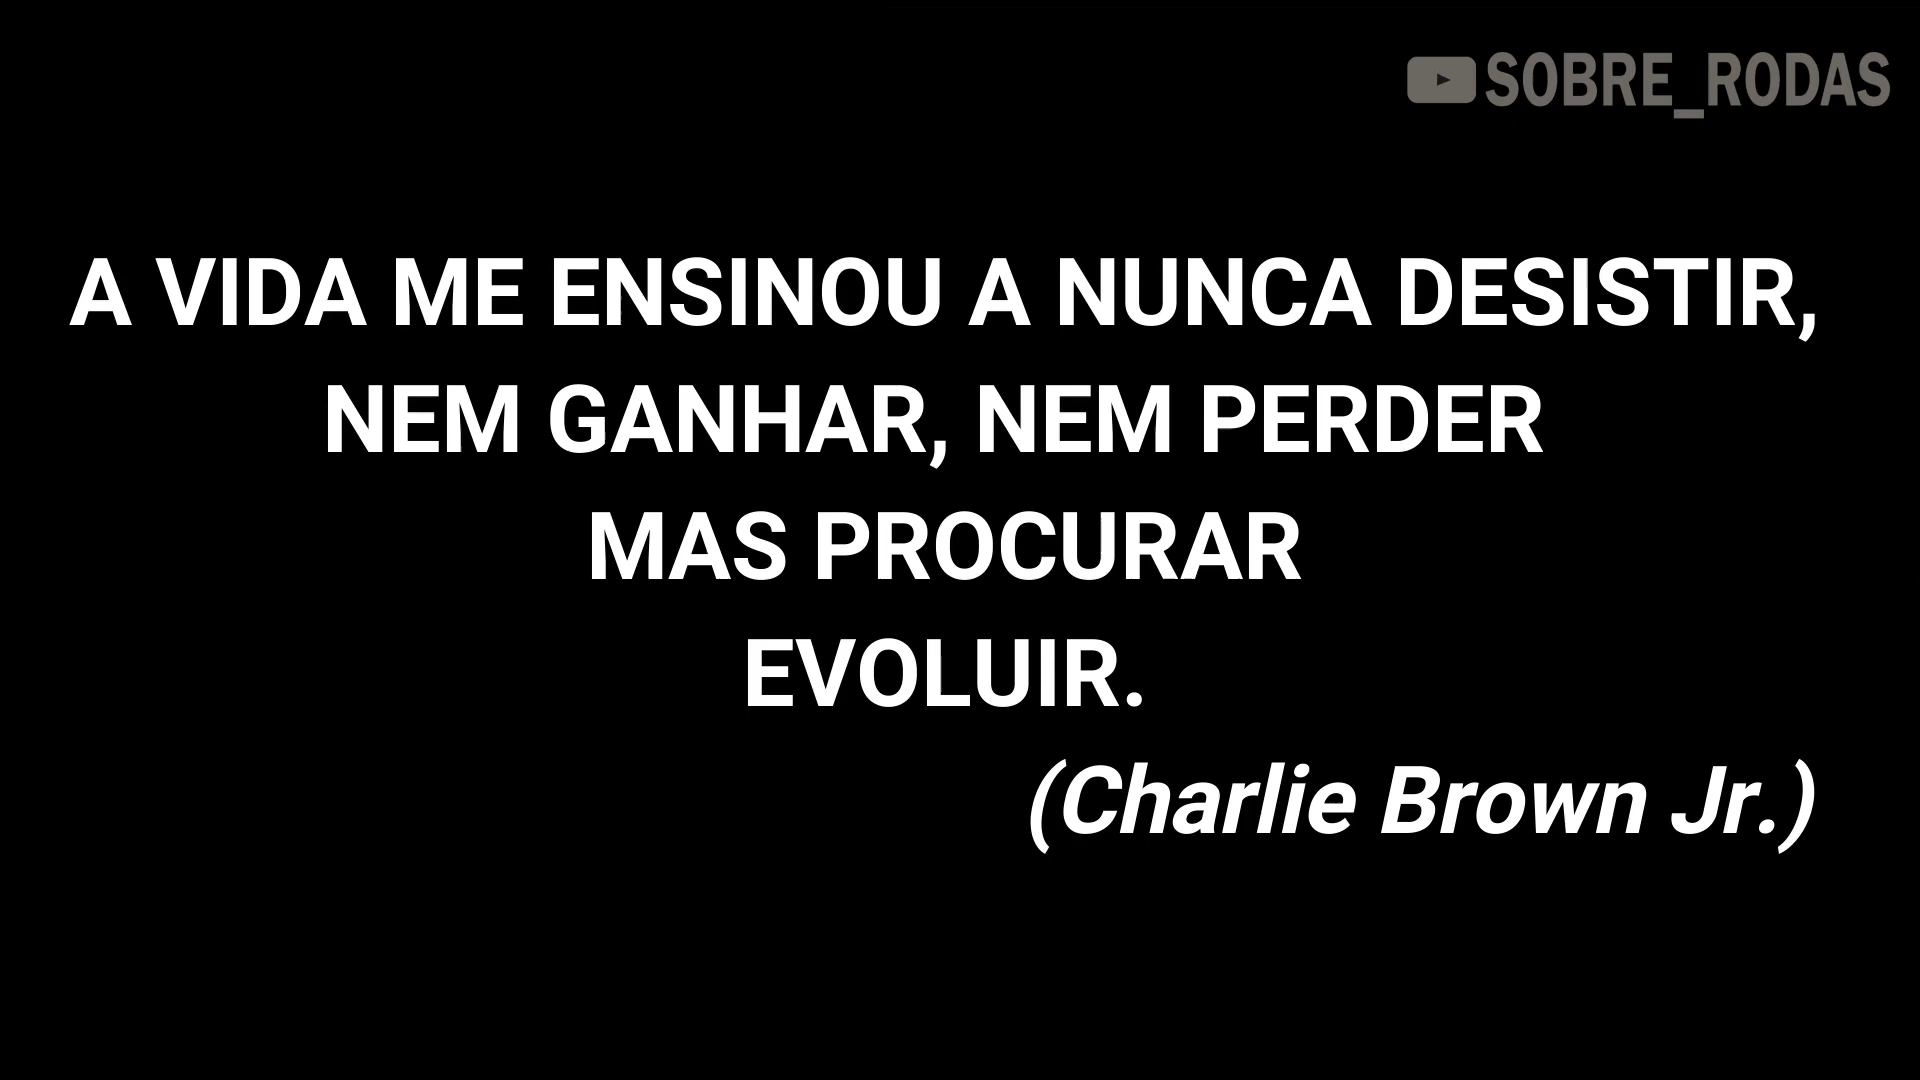 SOBRE_RODAS
A VIDA ME ENSINOU A NUNCA DESISTIR,
NEM GANHAR, NEM PERDER
MAS PROCURAR
EVOLUIR.
(Charlie Brown Jr.)